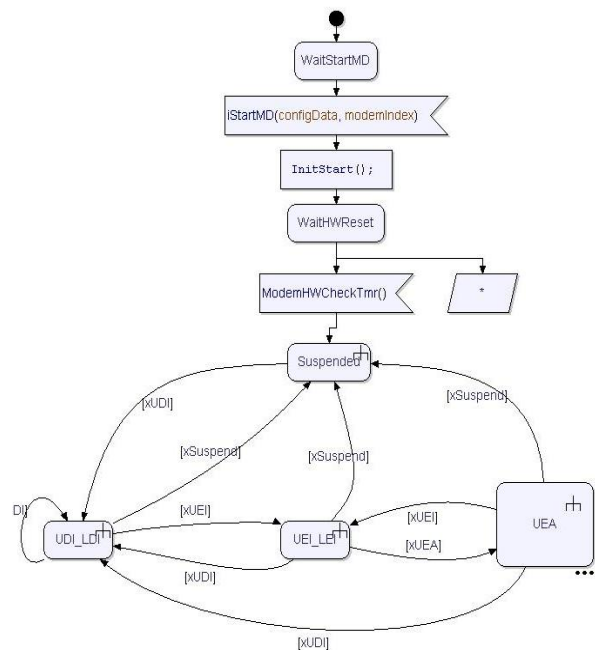 WaitStartMD
iStartMD(configData, modemIndex)
InitStart();
WaitHWReset
ModemHWCheckTmr()
*
Suspended
[xUDI]
[xSuspend]
[xSuspend]
[xSuspend]
DI]
[xUEI]
[xUEI]
UEA
UDI_LDI
UEI_LEI
[xUEA]
[xUDI]
[xUDI]